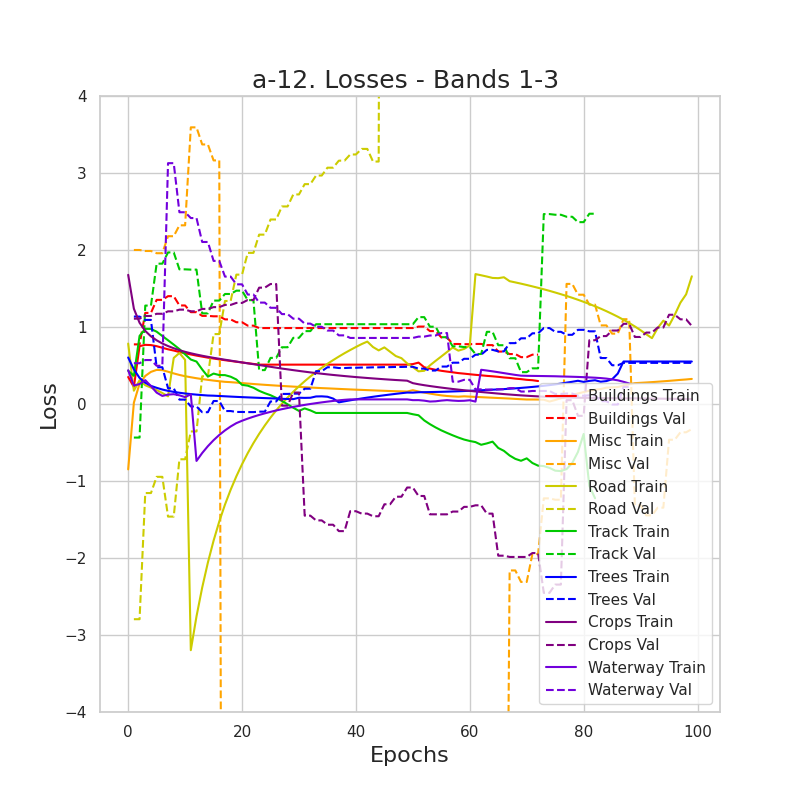 a-12. Losses - Bands 1-3
4
3
2
1
0
−1
−2
−3
−4
Loss
Buildings Train
Buildings Val
Misc Train
Misc Val
Road Train
Road Val
Track Train
Track Val
Trees Train
Trees Val
Crops Train
Crops Val
Waterway Train
Waterway Val
0 20 40 60 80 100
Epochs